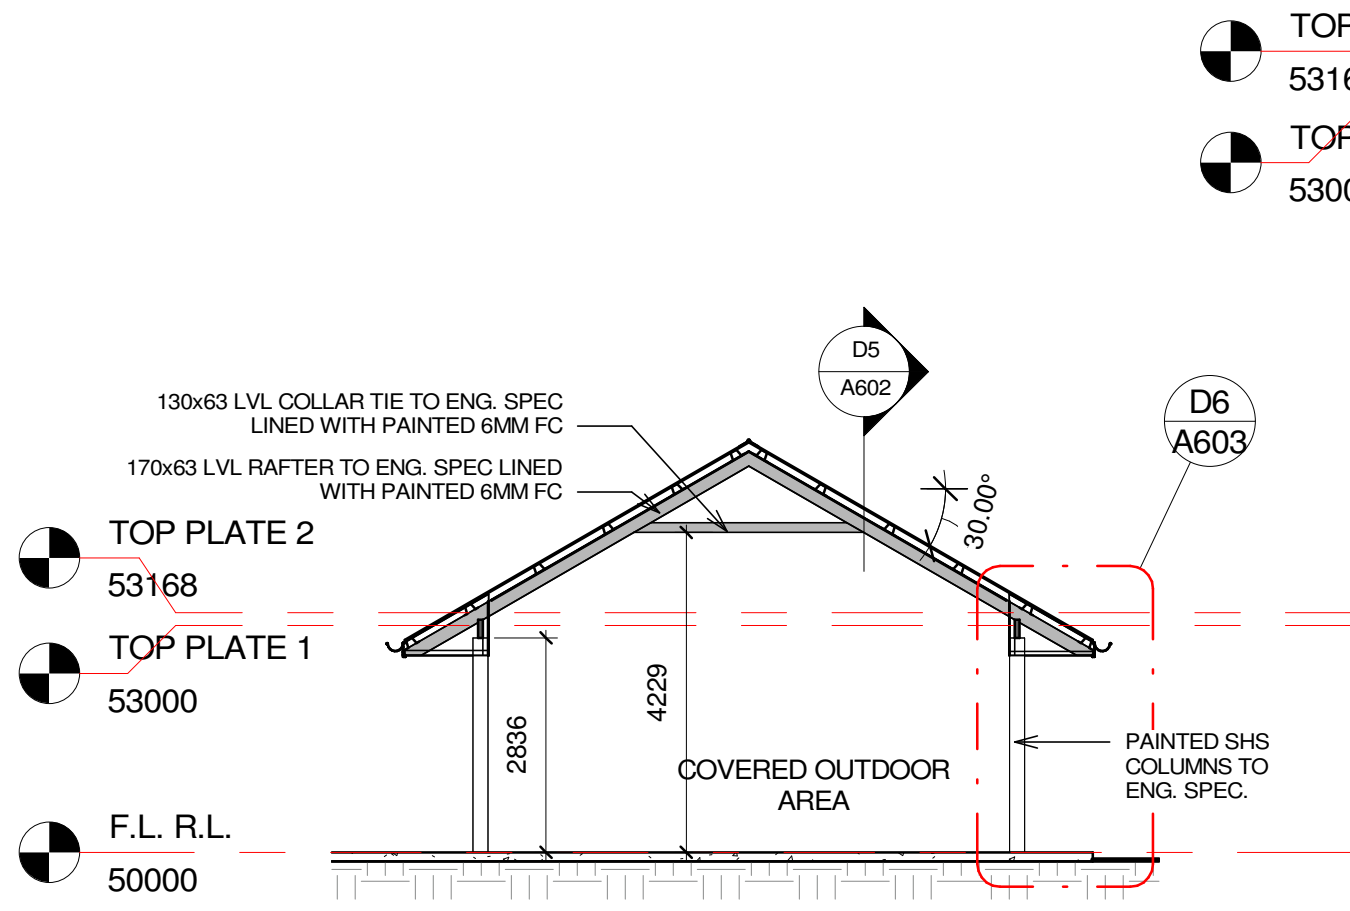 TOP
5316
TOP
5300
D5
A602
D6
A603
130x63 LVL COLLAR TIE TO ENG. SPEC
LINED WITH PAINTED 6MM FC
170x63 LVL RAFTER TO ENG. SPEC LINED
WITH PAINTED 6MM FC
30.00°
TOP PLATE 2
53168
TOP PLATE 1
53000
2836
4229
COVERED OUTDOOR
AREA
PAINTED SHS
COLUMNS TO
ENG. SPEC.
F.L. R.L.
50000